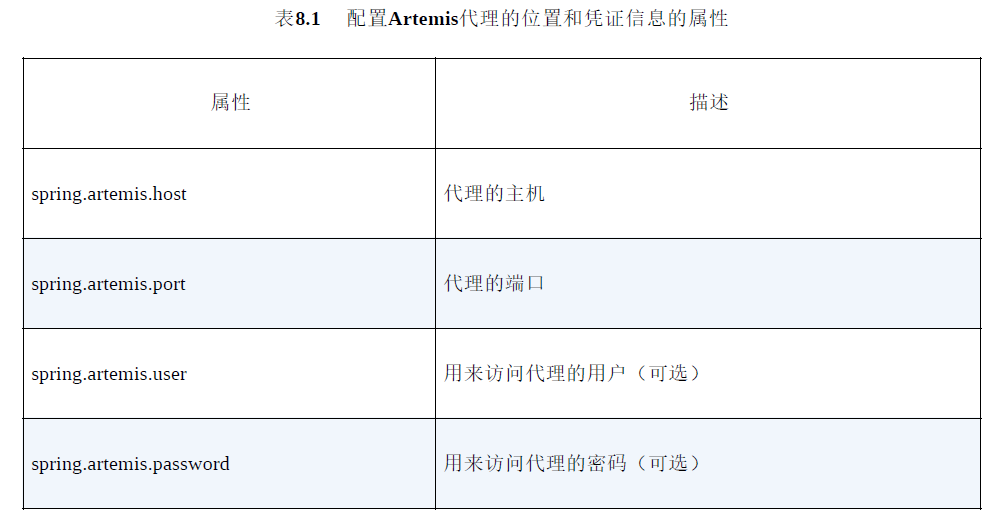 表8.1 配置Artemis代理的位置和凭证信息的属性
属性 描述
spring.artemis.host 代理的主机
spring.artemis.port 代理的端口
spring.artemis.user 用来访问代理的用户（可选）
spring.artemis.password 用来访问代理的密码（可选）